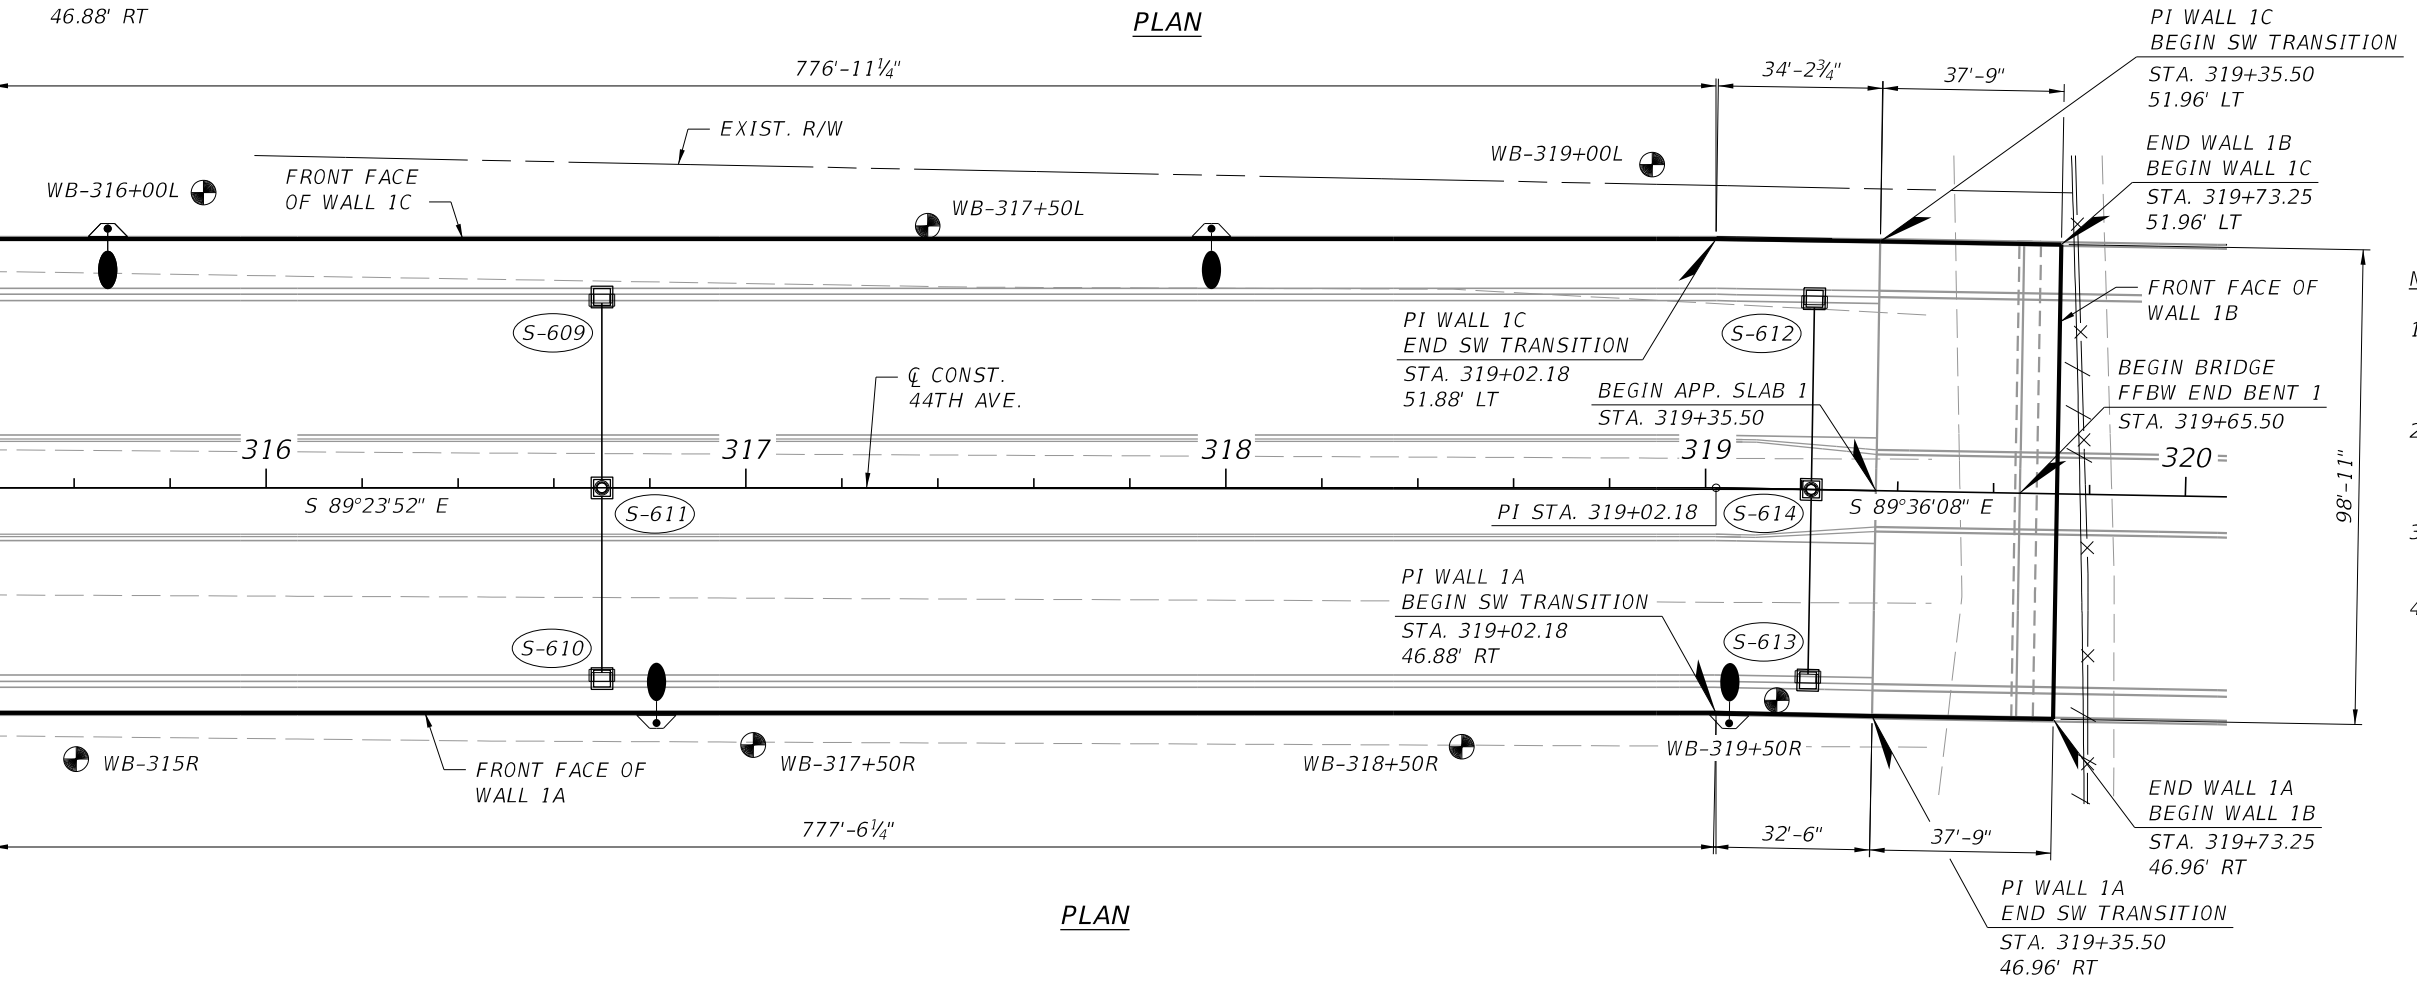 46.88' RT
PLAN
PI WALL 1C
BEGIN SW TRANSITION
STA. 319+35.50
51.96' LT
776'-11¼"
34'-2¾"
37'-9"
EXIST. R/W
END WALL 1B
BEGIN WALL 1C
STA. 319+73.25
51.96' LT
WB-316+00L
FRONT FACE
OF WALL 1C
WB-317+50L
WB-319+00L
S-609
PI WALL 1C
END SW TRANSITION
STA. 319+02.18
51.88' LT
S-612
FRONT FACE OF
WALL 1B
℄ CONST.
44TH AVE.
BEGIN APP. SLAB 1
STA. 319+35.50
BEGIN BRIDGE
FFBW END BENT 1
STA. 319+65.50
316
317
318
319
320
S 89°23'52" E
S-611
PI STA. 319+02.18
S-614
S 89°36'08" E
98'-11"
PI WALL 1A
BEGIN SW TRANSITION
STA. 319+02.18
46.88' RT
S-610
S-613
WB-315R
FRONT FACE OF
WALL 1A
WB-317+50R
WB-318+50R
WB-319+50R
777'-6¼"
32'-6"
37'-9"
END WALL 1A
BEGIN WALL 1B
STA. 319+73.25
46.96' RT
PI WALL 1A
END SW TRANSITION
STA. 319+35.50
46.96' RT
PLAN